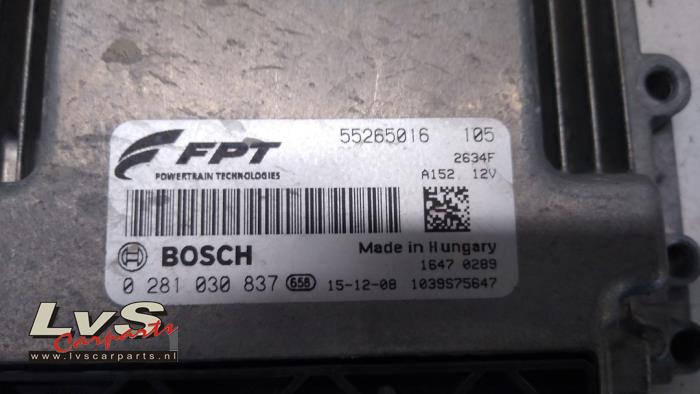 FPT
POWERTRAIN TECHNOLOGIES
55265016 105
2634F
A152 12V
BOSCH
Made in Hungary
1647 0289
0 281 030 837 658 15-12-08 1039S75647
LvS
Carparts
www.lvscarparts.nl